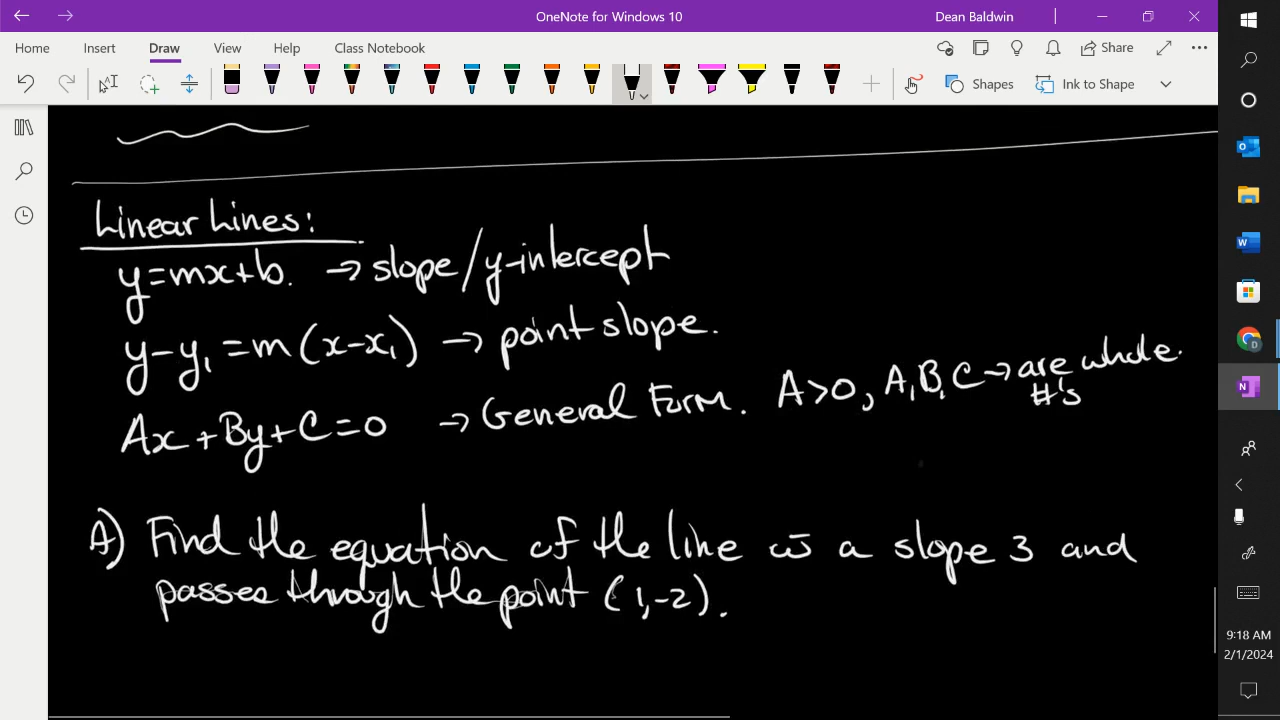 OneNote for Windows 10
Dean Baldwin
Home Insert Draw View Help Class Notebook
Share
Shapes
Ink to Shape
Linear Lines:
y=mx+b. → slope/y-intercept
y-y₁=m(x-x₁) → point slope.
Ax+By+C=0 → General Form. A>0, A,B,C → are whole
#'s
A) Find the equation of the line w a slope 3 and
passes through the point (1,-2).
9:18 AM
2/1/2024